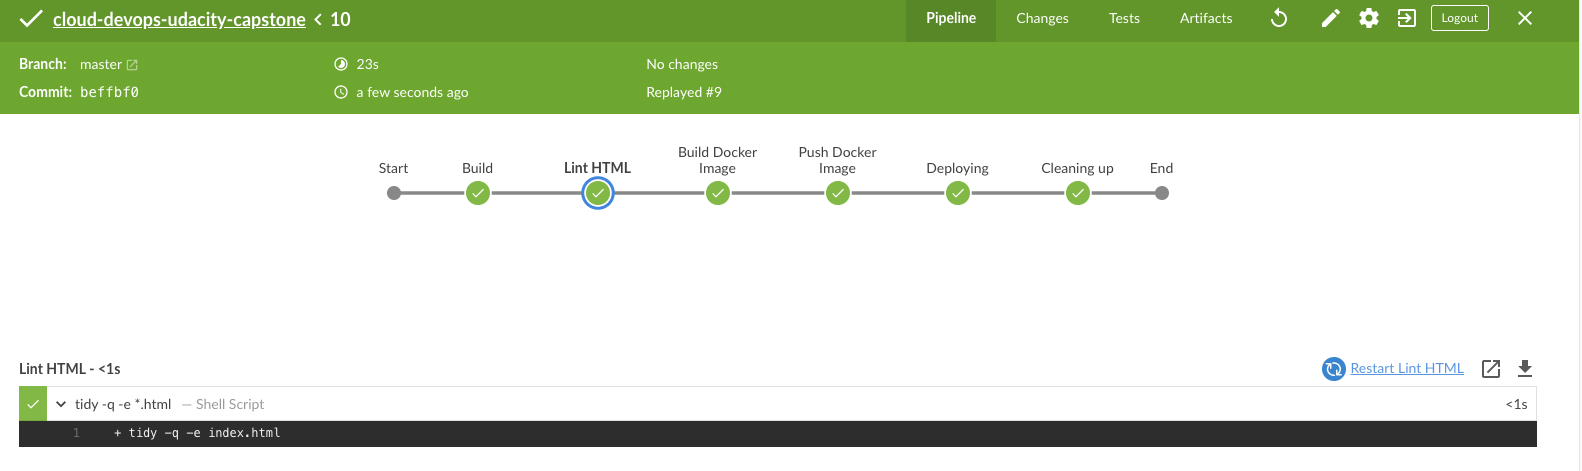 cloud-devops-udacity-capstone < 10
Pipeline Changes Tests Artifacts Logout
Branch: master 23s No changes
Commit: beffbf0 a few seconds ago Replayed #9
Start Build Lint HTML Build Docker Image Push Docker Image Deploying Cleaning up End
Lint HTML - <1s Restart Lint HTML
tidy -q -e *.html — Shell Script <1s
1 + tidy -q -e index.html